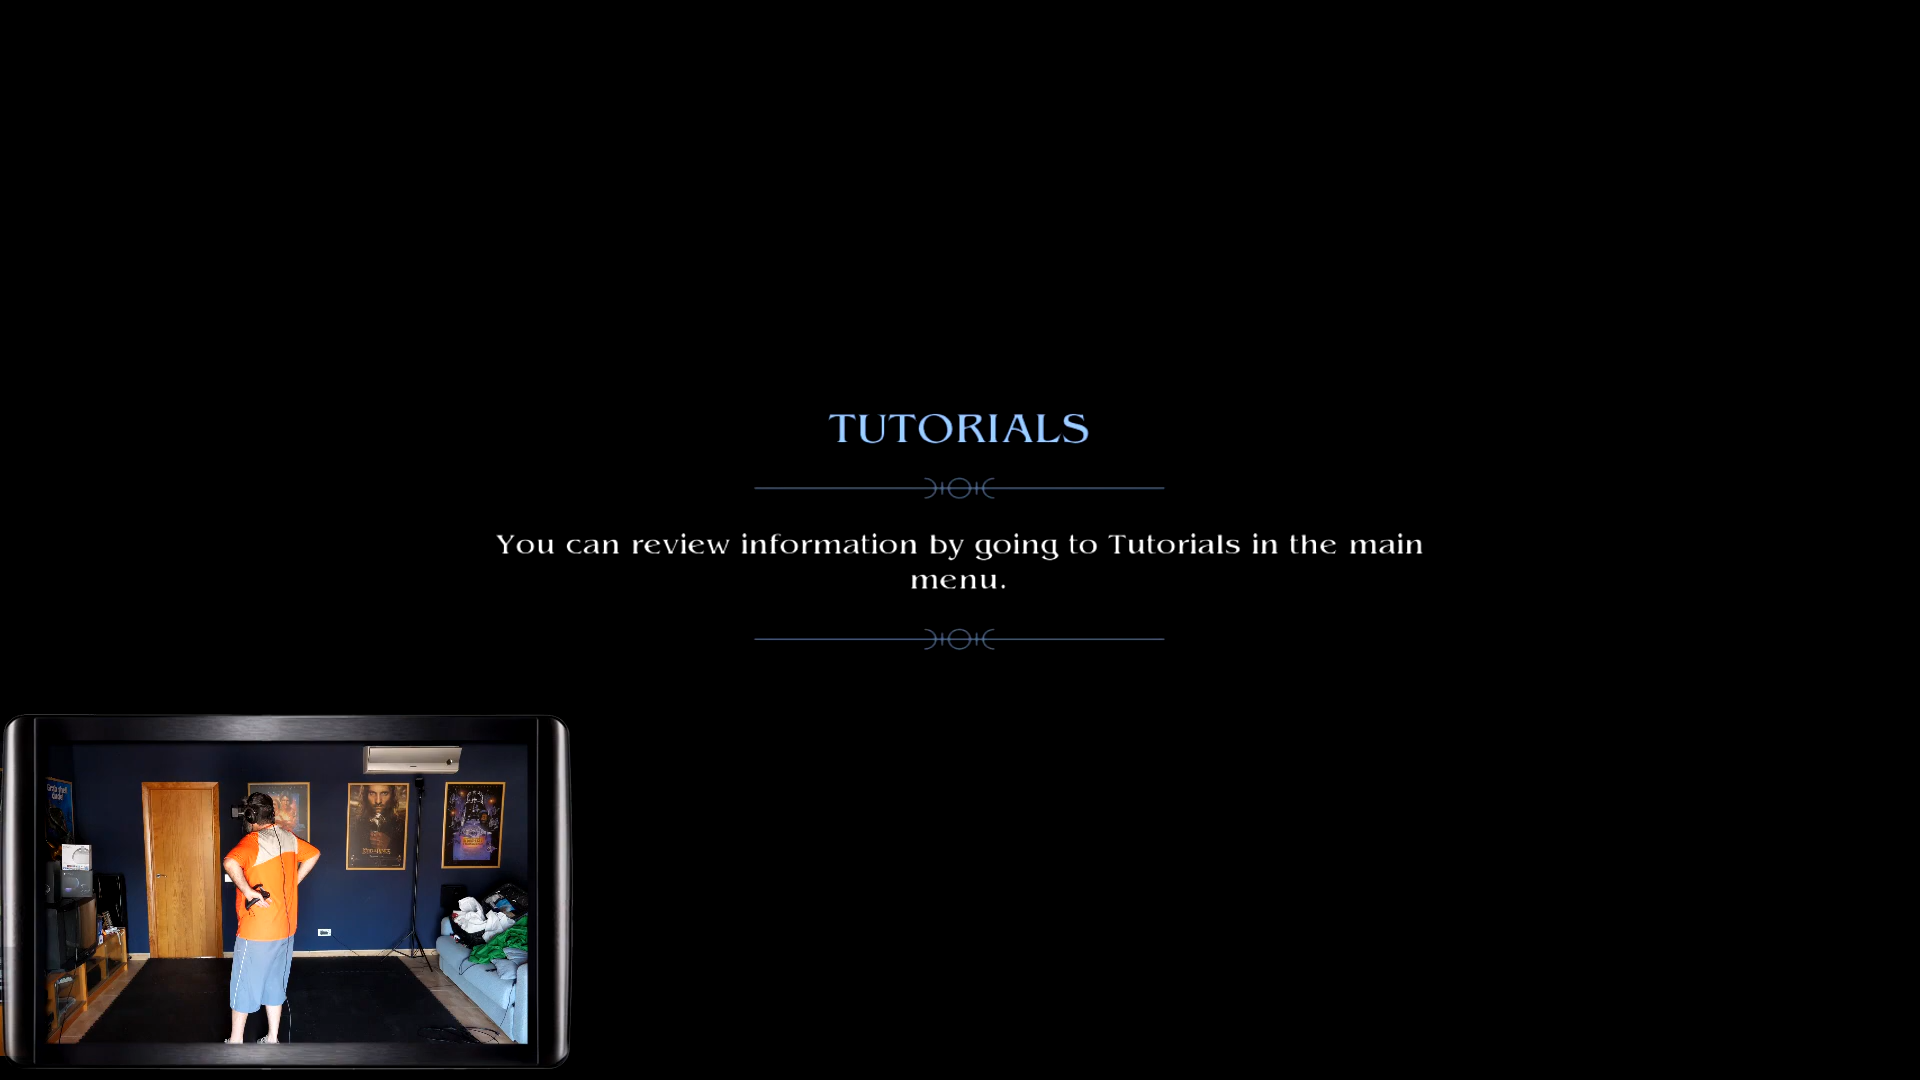 TUTORIALS
You can review information by going to Tutorials in the main
menu.